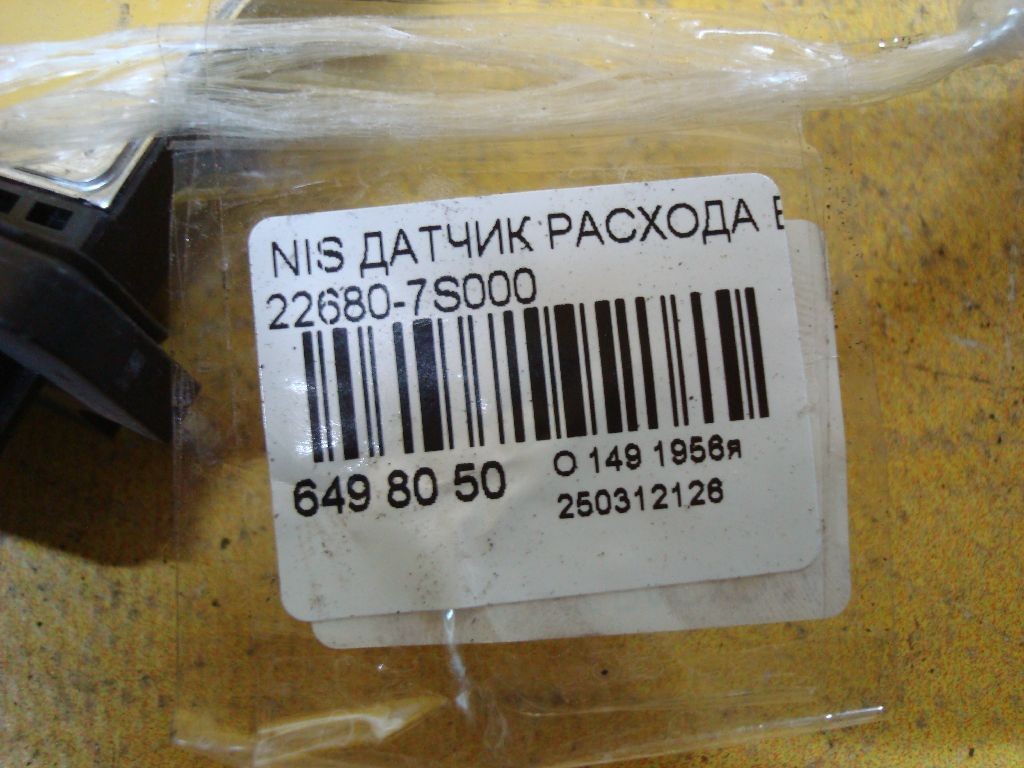 NIS ДАТЧИК РАСХОДА В
22680-7S000
649 80 50
О 149 1956я
250312126